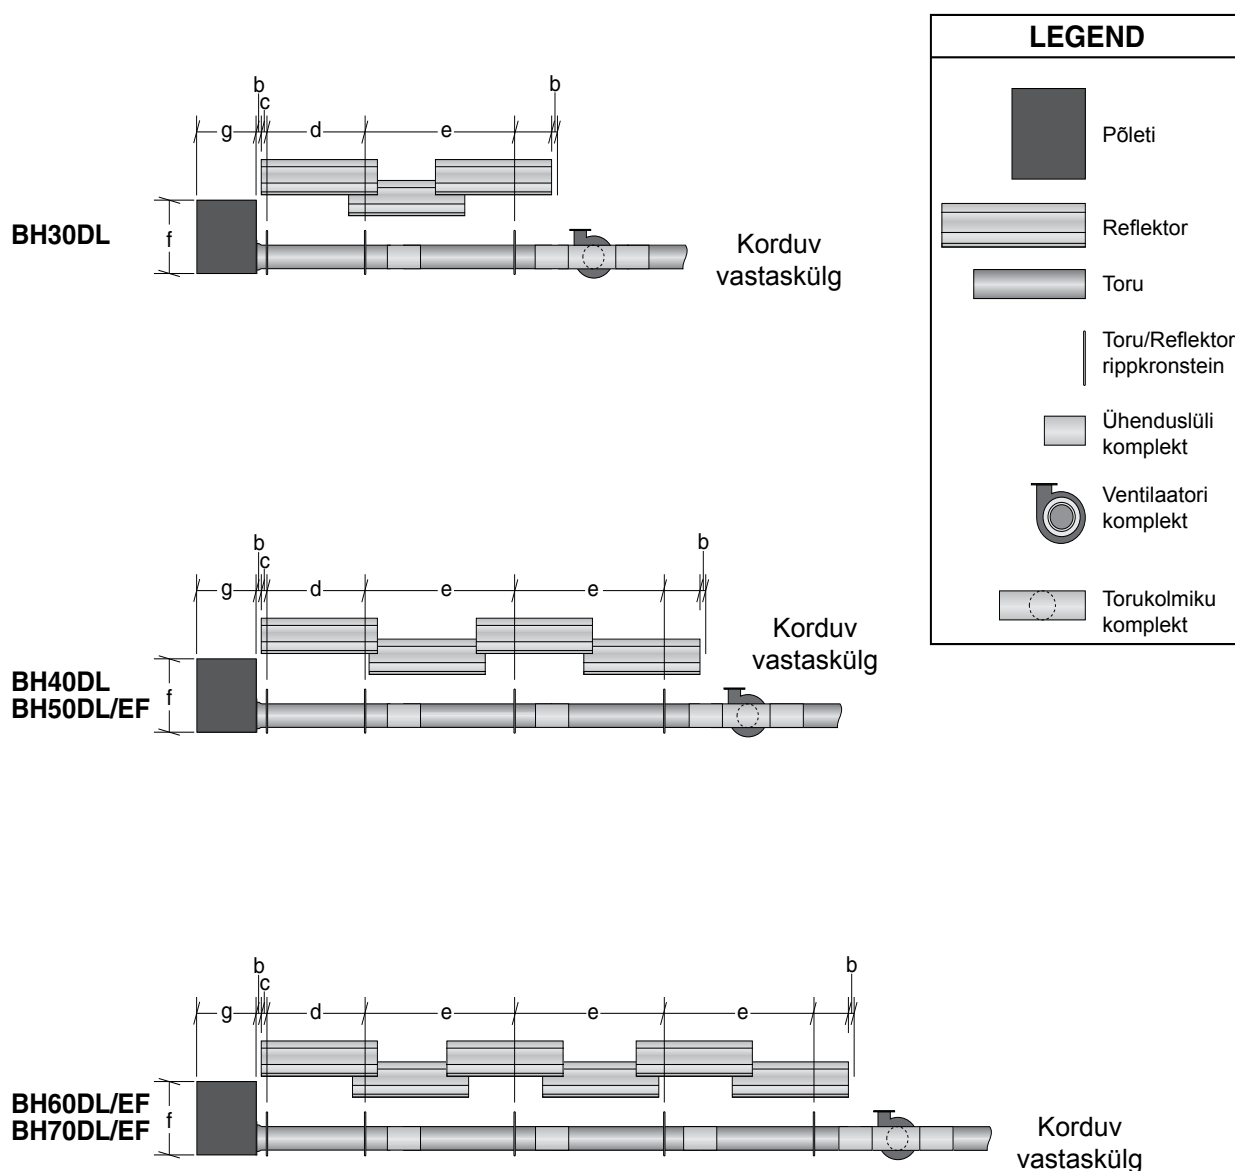 LEGEND
Põleti
Reflektor
Toru
Toru/Reflektor
rippkronstein
Ühenduslüli
komplekt
Ventilaatori
komplekt
Torukolmiku
komplekt
b
b
c
g
d
e
BH30DL
f
Korduv
vastaskülg
b
b
c
g
d
e
e
Korduv
vastaskülg
BH40DL
BH50DL/EF
f
b
b
c
g
d
e
e
e
BH60DL/EF
BH70DL/EF
f
Korduv
vastaskülg